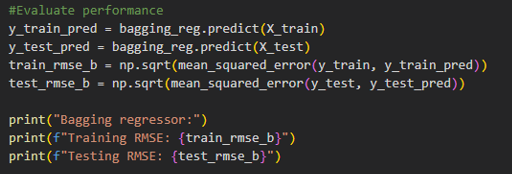 #Evaluate performance
y_train_pred = bagging_reg.predict(X_train)
y_test_pred = bagging_reg.predict(X_test)
train_rmse_b = np.sqrt(mean_squared_error(y_train, y_train_pred))
test_rmse_b = np.sqrt(mean_squared_error(y_test, y_test_pred))
print("Bagging regressor:")
print(f"Training RMSE: {train_rmse_b}")
print(f"Testing RMSE: {test_rmse_b}")